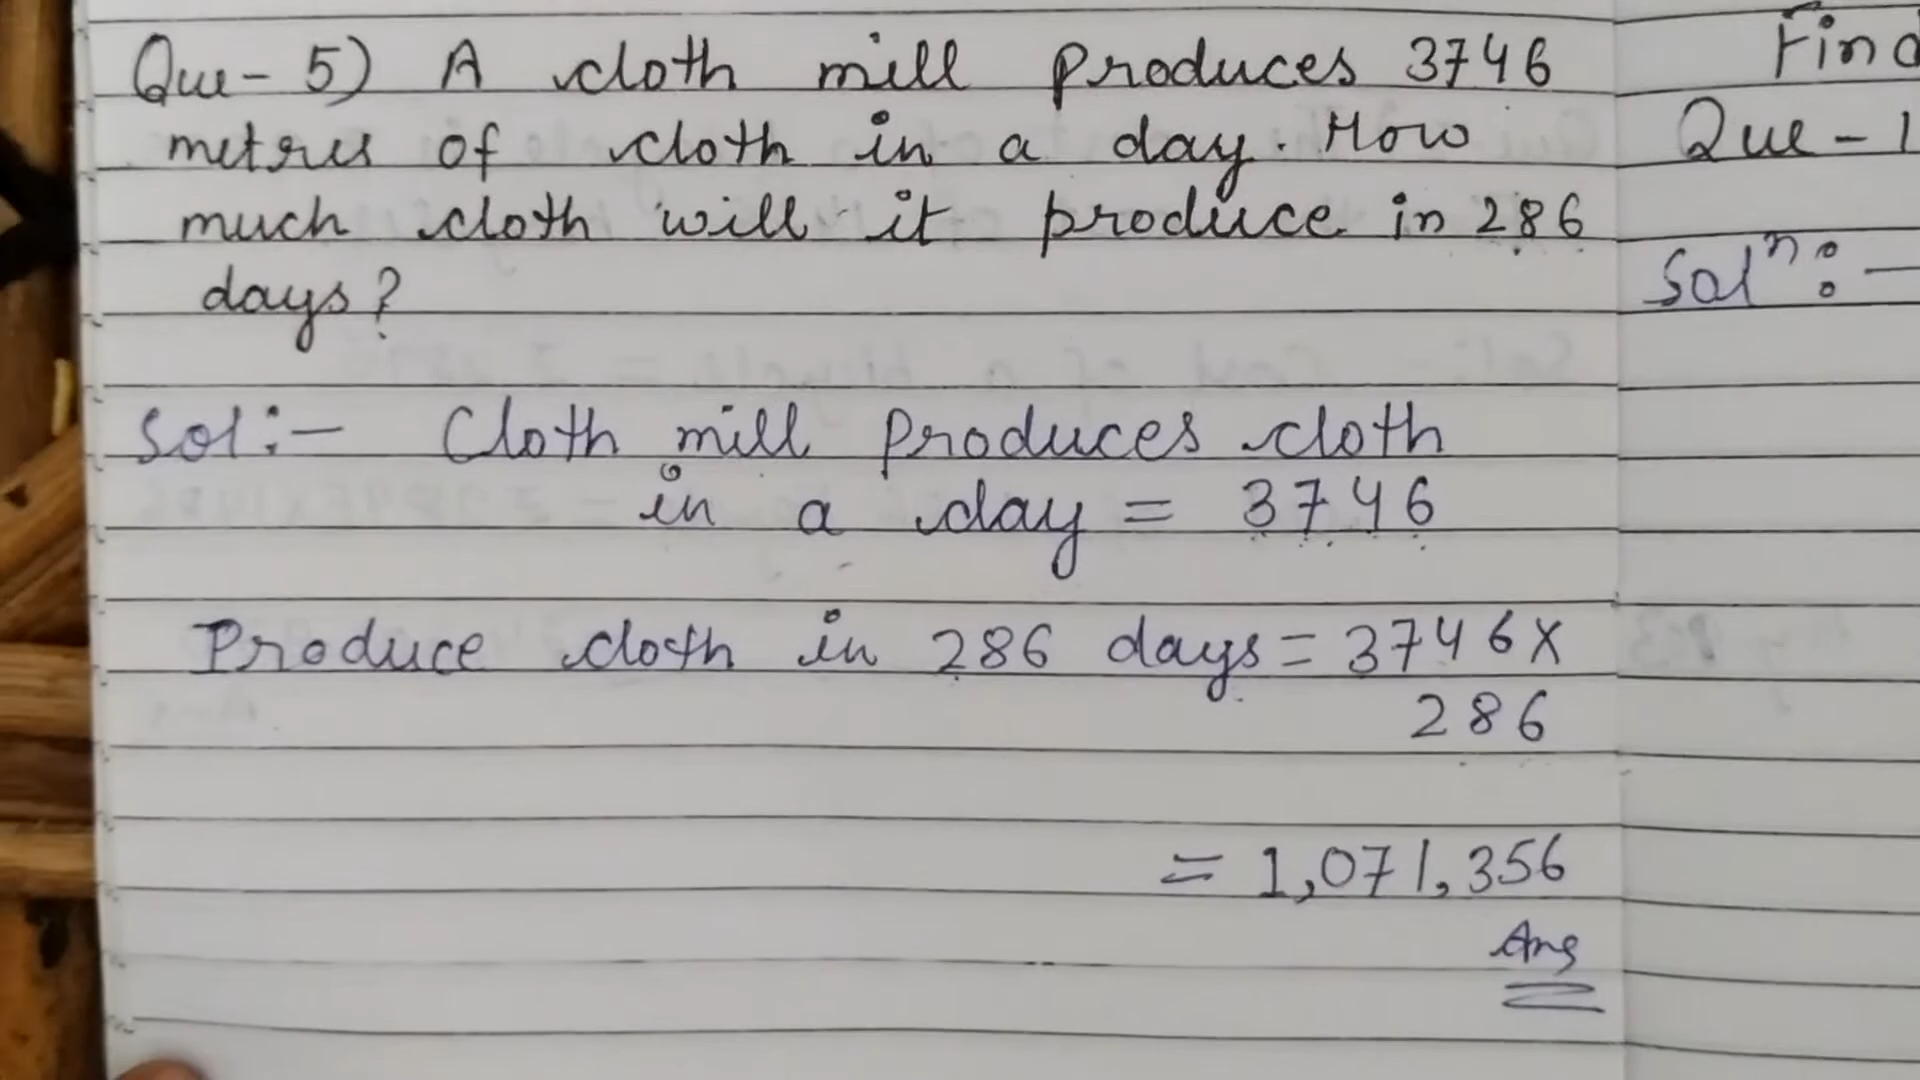 Que - 5) A cloth mill produces 3746
metres of cloth in a day. How
much cloth will it produce in 286
days?
Sol :- Cloth mill produces cloth
in a day = 3746
Produce cloth in 286 days = 3746 X
286
= 1,071,356
Ans
Find
Que - 1
Solⁿ : -